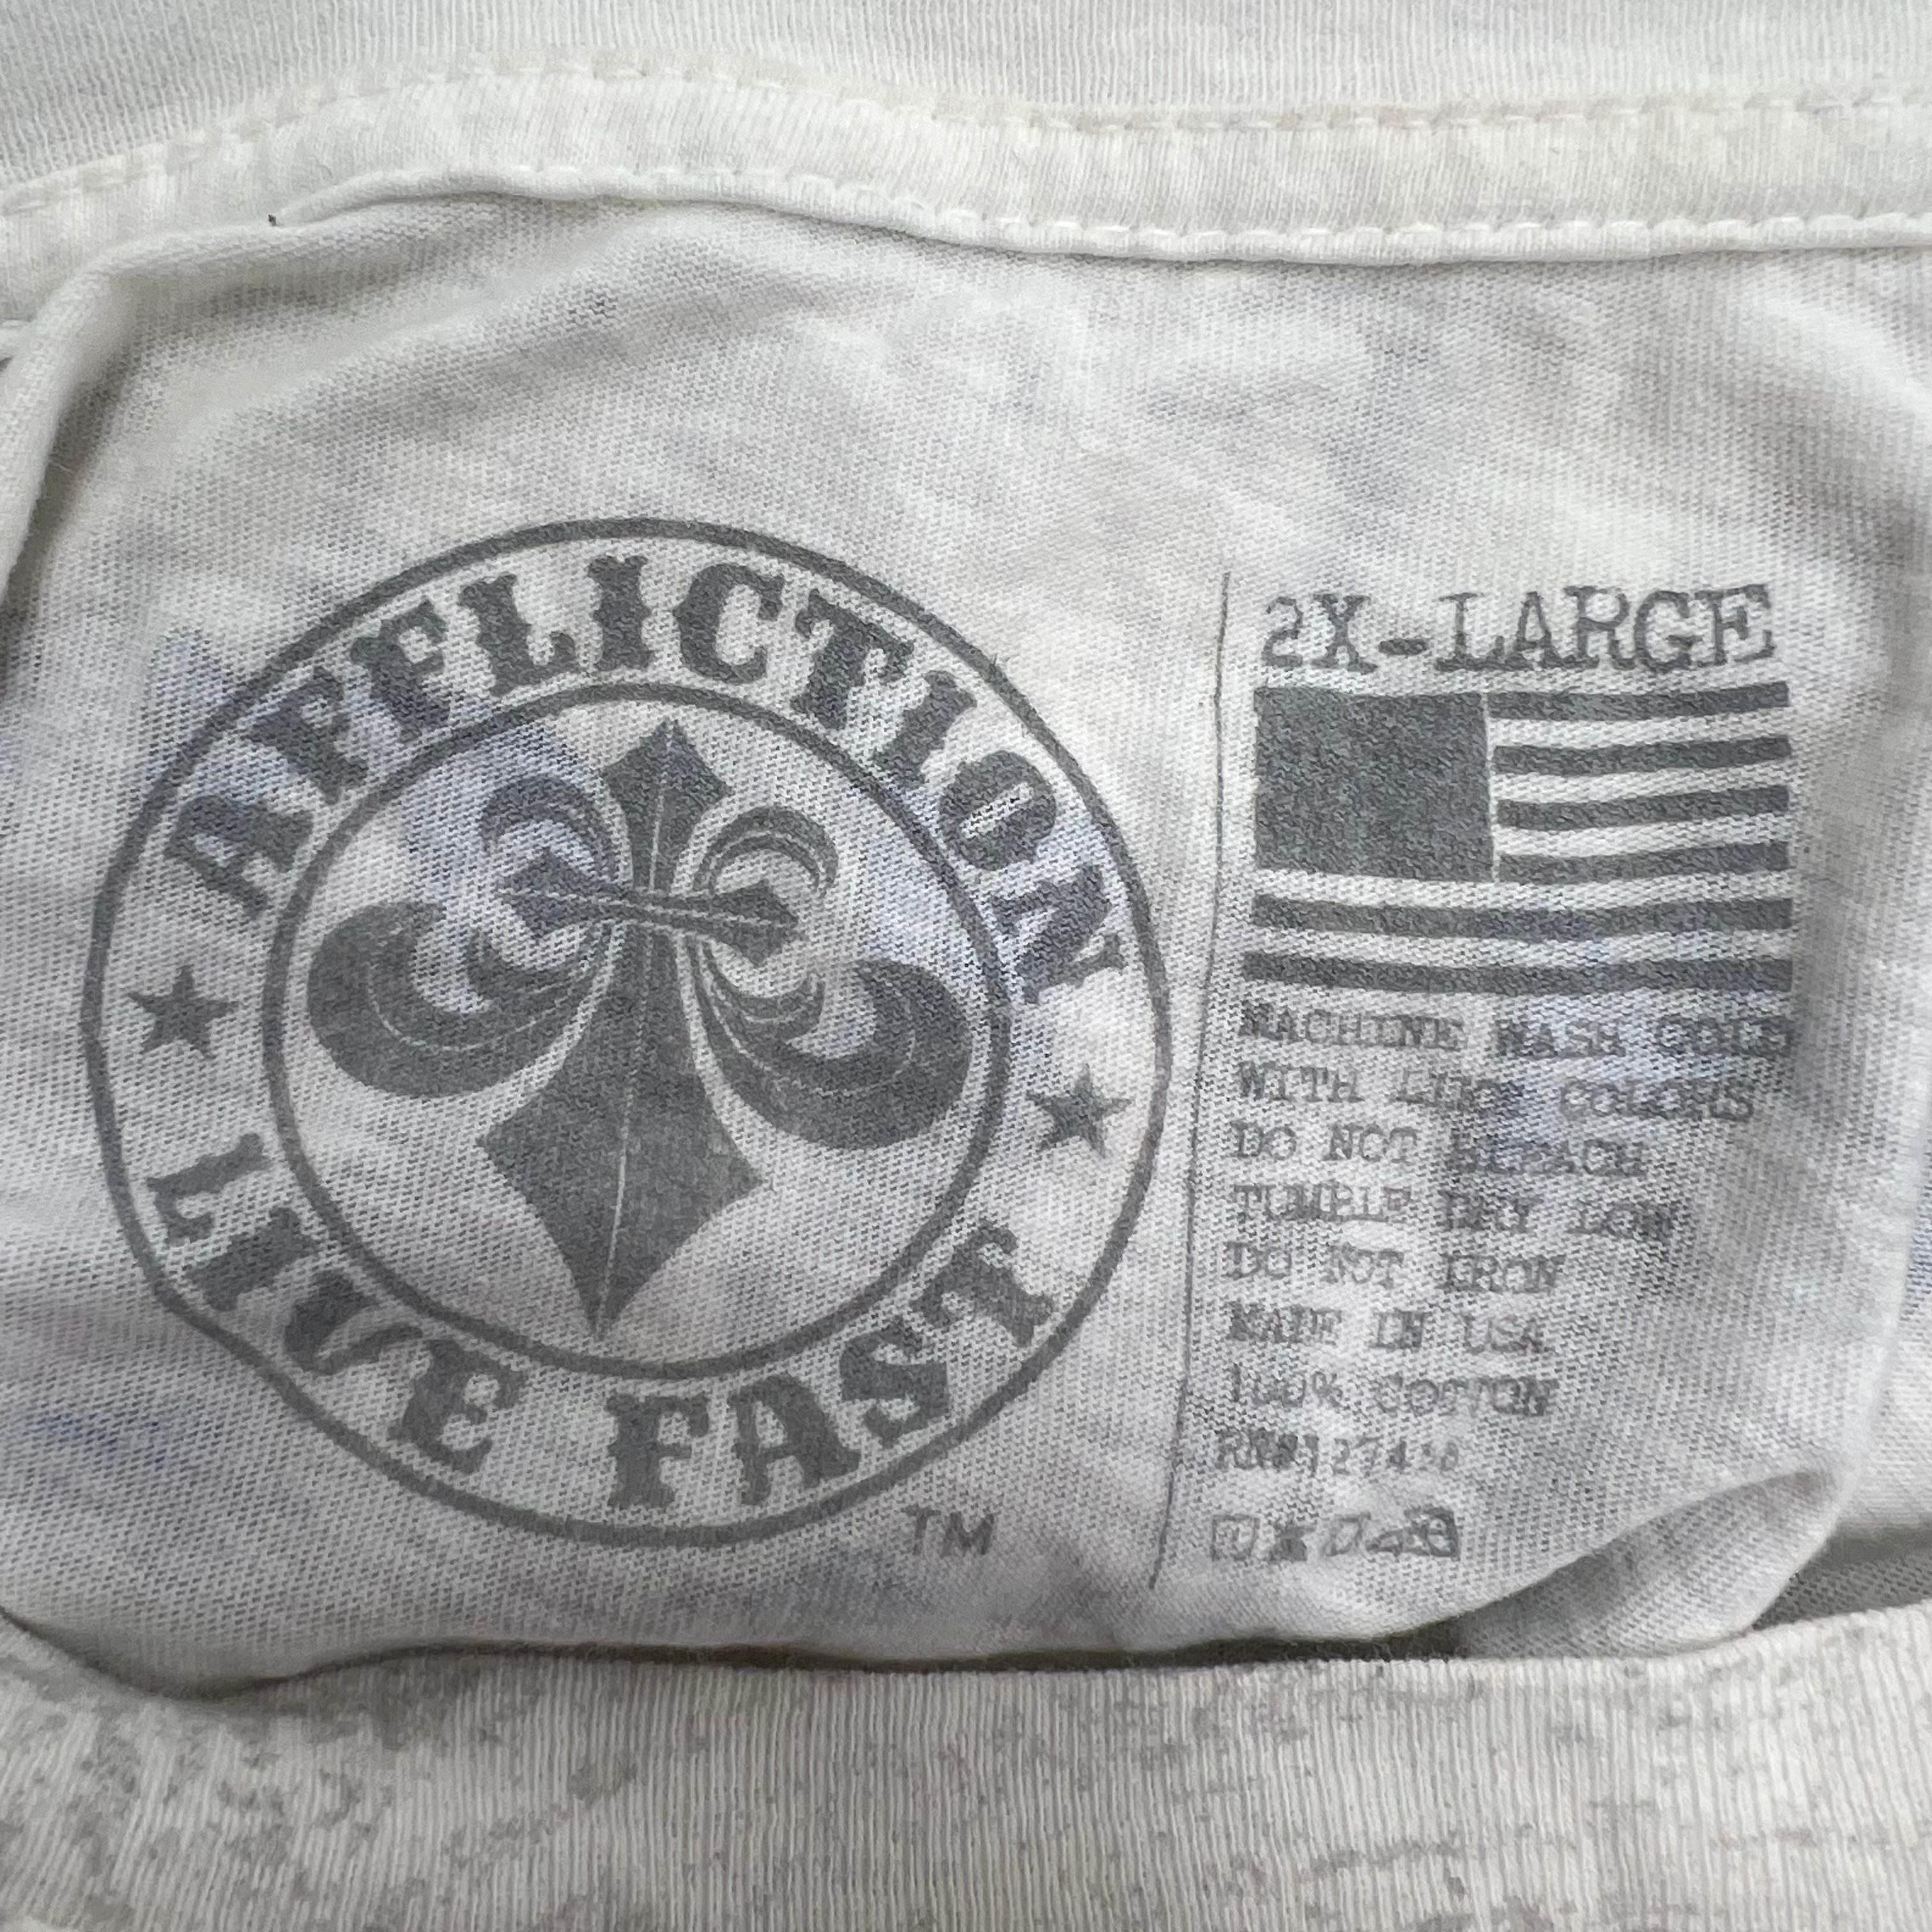 AFFLICTION
LIVE FAST
TM
2X-LARGE
MACHINE WASH COLD
WITH LIKE COLORS
DO NOT BLEACH
TUMBLE DRY LOW
DO NOT IRON
MADE IN USA
100% COTTON